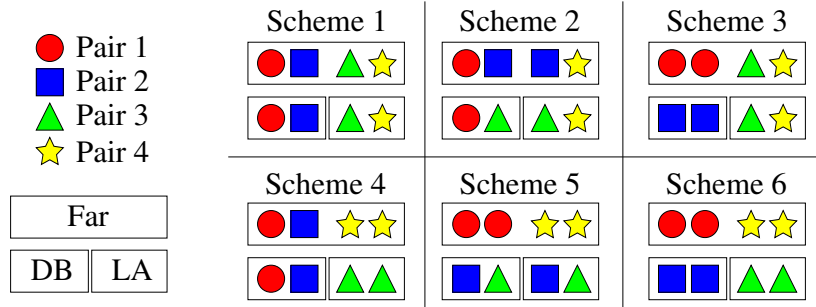 Pair 1
Pair 2
Pair 3
Pair 4
Far
DB LA
Scheme 1
Scheme 2
Scheme 3
Scheme 4
Scheme 5
Scheme 6